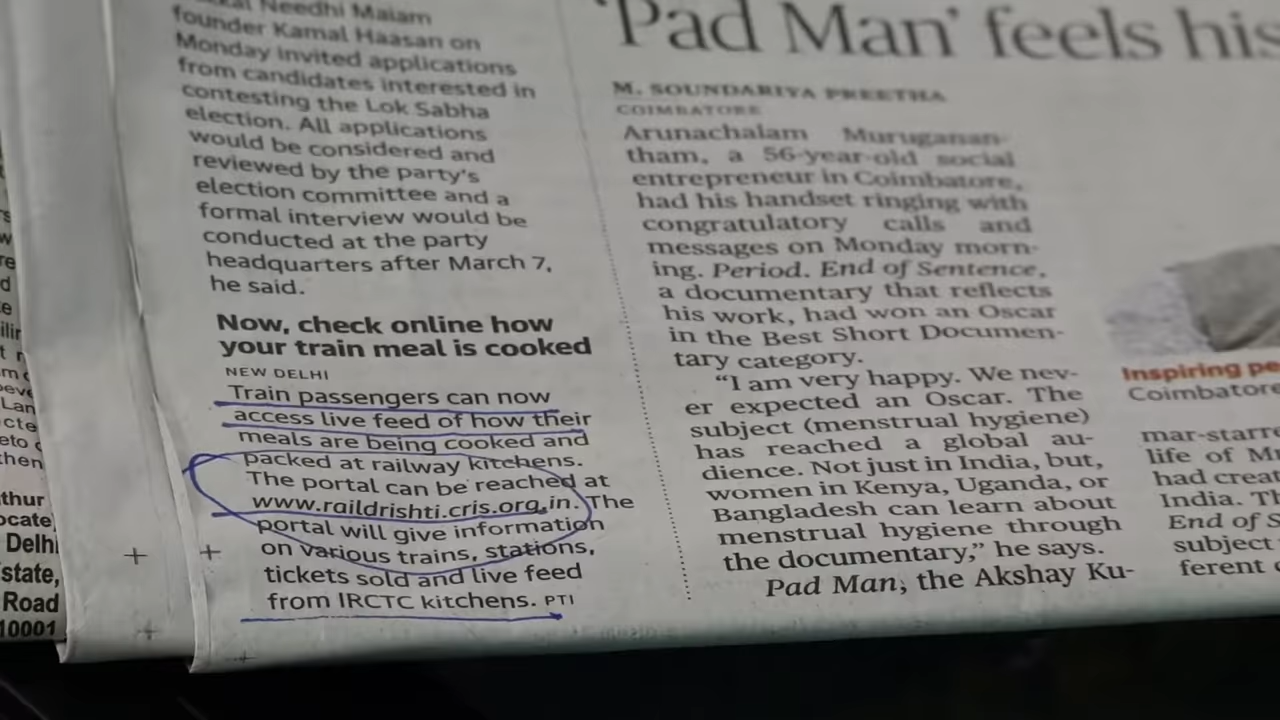 Needhi Maiam
founder Kamal Haasan on
Monday invited applications
from candidates interested in
contesting the Lok Sabha
election. All applications
would be considered and
reviewed by the party's
election committee and a
formal interview would be
conducted at the party
headquarters after March 7,
he said.
Now, check online how
your train meal is cooked
NEW DELHI
Train passengers can now
access live feed of how their
meals are being cooked and
packed at railway kitchens.
The portal can be reached at
www.raildrishti.cris.org.in. The
portal will give information
on various trains, stations,
tickets sold and live feed
from IRCTC kitchens. PTI
'Pad Man' feels his
M. SOUNDARIYA PREETHA
COIMBATORE
Arunachalam Muruganan-
tham, a 56-year-old social
entrepreneur in Coimbatore,
had his handset ringing with
congratulatory calls and
messages on Monday morn-
ing. Period. End of Sentence,
a documentary that reflects
his work, had won an Oscar
in the Best Short Documen-
tary category.
"I am very happy. We nev-
er expected an Oscar. The
subject (menstrual hygiene)
has reached a global au-
dience. Not just in India, but,
women in Kenya, Uganda, or
Bangladesh can learn about
menstrual hygiene through
the documentary," he says.
Pad Man, the Akshay Ku-
Inspiring pe
Coimbatore
mar-starre
life of M
had creat
India. T
End of S
subject
ferent
thur
ocate,
Delhi
state,
Road
10001